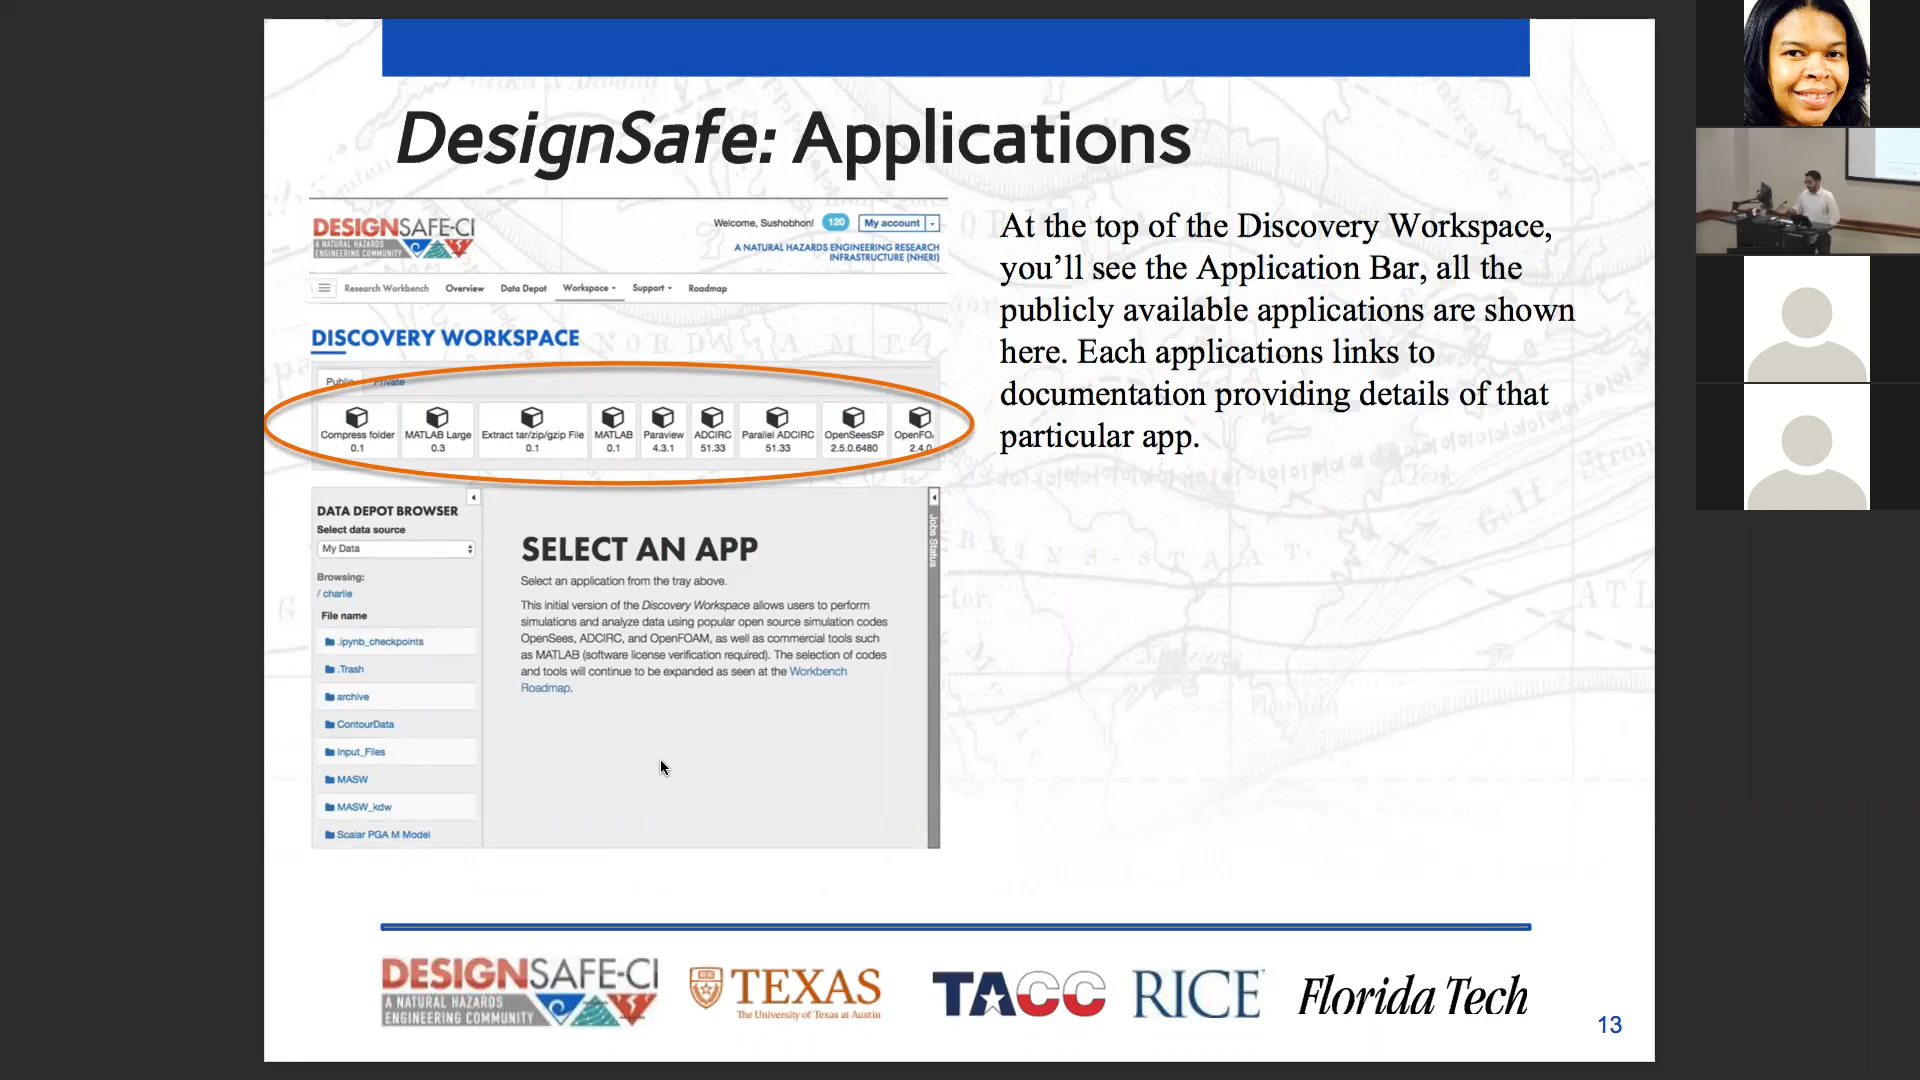 DesignSafe: Applications
DESIGNSAFE-CI
A NATURAL HAZARDS
ENGINEERING COMMUNITY
Welcome, Sushobhon! 120 My account
A NATURAL HAZARDS ENGINEERING RESEARCH
INFRASTRUCTURE (NHERI)
Research Workbench Overview Data Depot Workspace Support Roadmap
DISCOVERY WORKSPACE
Public Private
Compress folder
0.1
MATLAB Large
0.3
Extract tar/zip/gzip File
0.1
MATLAB
0.1
Paraview
4.3.1
ADCIRC
51.33
Parallel ADCIRC
51.33
OpenSeesSP
2.5.0.6480
OpenFOA
2.4.0
DATA DEPOT BROWSER
Select data source
My Data
Browsing:
/ charlie
File name
.ipynb_checkpoints
.Trash
archive
ContourData
Input_Files
MASW
MASW_kdw
Scalar PGA M Model
SELECT AN APP
Select an application from the tray above.
This initial version of the Discovery Workspace allows users to perform
simulations and analyze data using popular open source simulation codes
OpenSees, ADCIRC, and OpenFOAM, as well as commercial tools such
as MATLAB (software license verification required). The selection of codes
and tools will continue to be expanded as seen at the Workbench
Roadmap.
Jobs Status
At the top of the Discovery Workspace,
you’ll see the Application Bar, all the
publicly available applications are shown
here. Each applications links to
documentation providing details of that
particular app.
DESIGNSAFE-CI
A NATURAL HAZARDS
ENGINEERING COMMUNITY
TEXAS
The University of Texas at Austin
TACC
RICE
Florida Tech
13